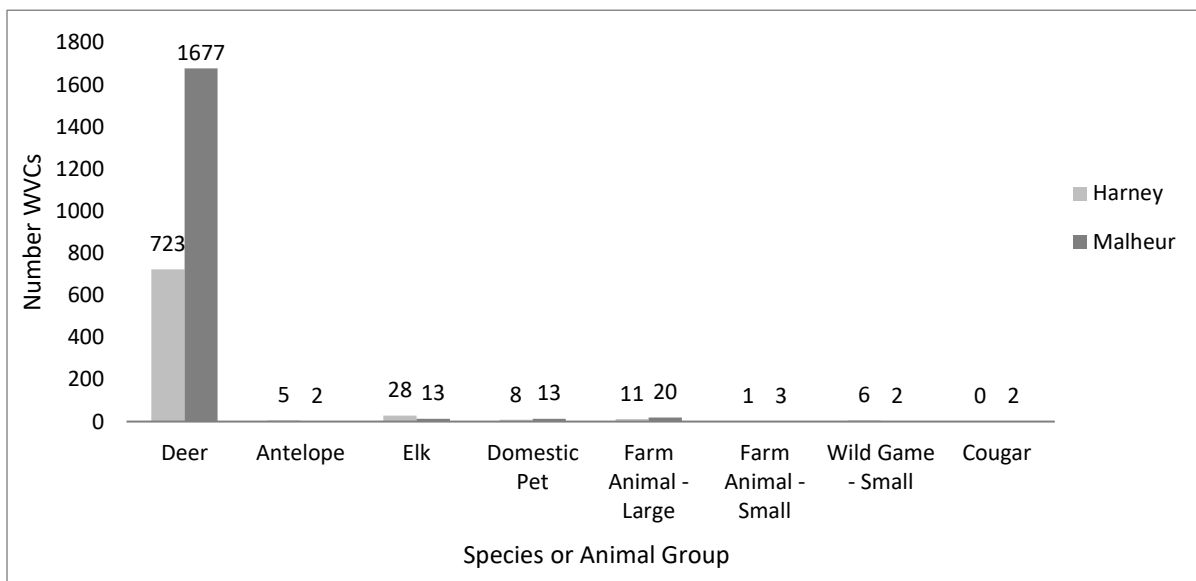 Number WVCs
1800
1600
1400
1200
1000
800
600
400
200
0
723
1677
5
2
28
13
8
13
11
20
1
3
6
2
0
2
Deer
Antelope
Elk
Domestic
Pet
Farm
Animal -
Large
Farm
Animal -
Small
Wild Game
- Small
Cougar
Species or Animal Group
Harney
Malheur